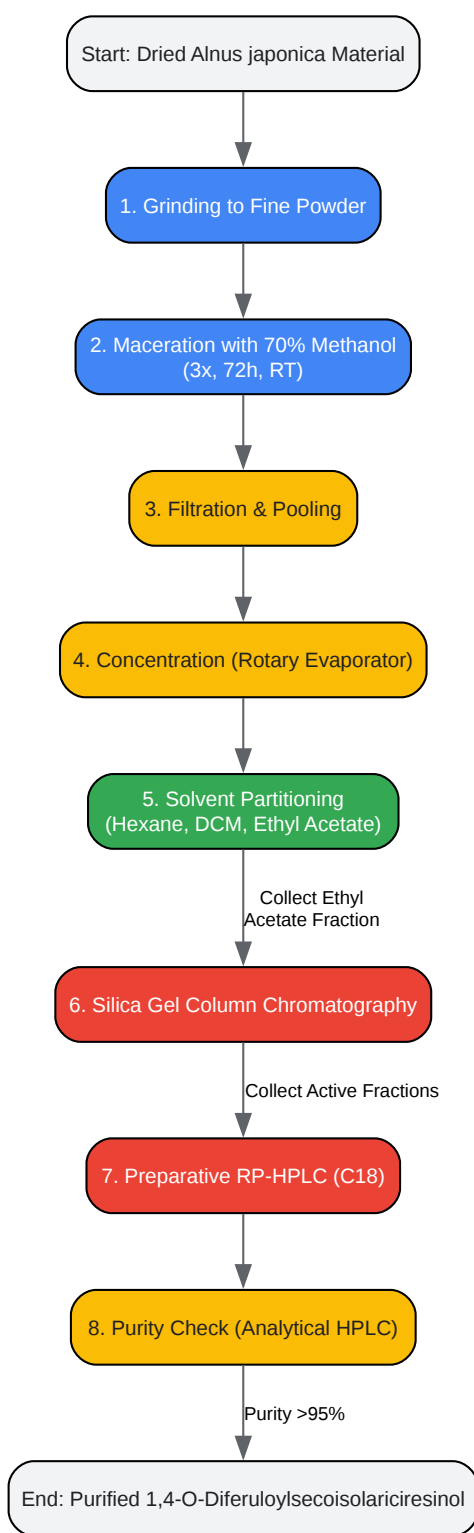 Start: Dried Alnus japonica Material
1. Grinding to Fine Powder
2. Maceration with 70% Methanol
(3x, 72h, RT)
3. Filtration & Pooling
4. Concentration (Rotary Evaporator)
5. Solvent Partitioning
(Hexane, DCM, Ethyl Acetate)
Collect Ethyl
Acetate Fraction
6. Silica Gel Column Chromatography
Collect Active Fractions
7. Preparative RP-HPLC (C18)
8. Purity Check (Analytical HPLC)
Purity >95%
End: Purified 1,4-O-Diferuloylsecoisolariciresinol